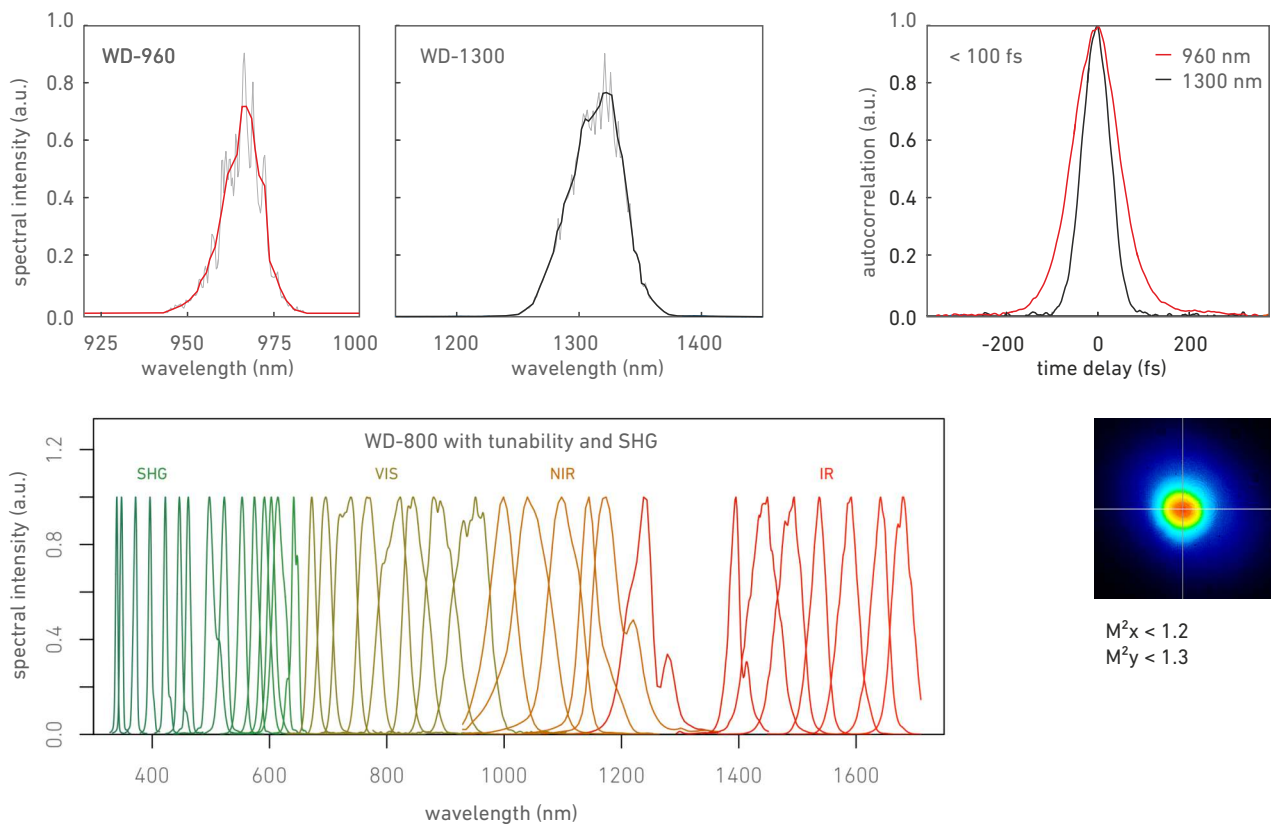 WD-960
spectral intensity (a.u.)
1.0
0.8
0.6
0.4
0.2
0.0
925 950 975 1000
wavelength (nm)
WD-1300
1200 1300 1400
wavelength (nm)
< 100 fs
960 nm
1300 nm
autocorrelation (a.u.)
1.0
0.8
0.6
0.4
0.2
0.0
-200 0 200
time delay (fs)
WD-800 with tunability and SHG
SHG VIS NIR IR
spectral intensity (a.u.)
1.2
0.8
0.4
0.0
400 600 800 1000 1200 1400 1600
wavelength (nm)
M²x < 1.2
M²y < 1.3